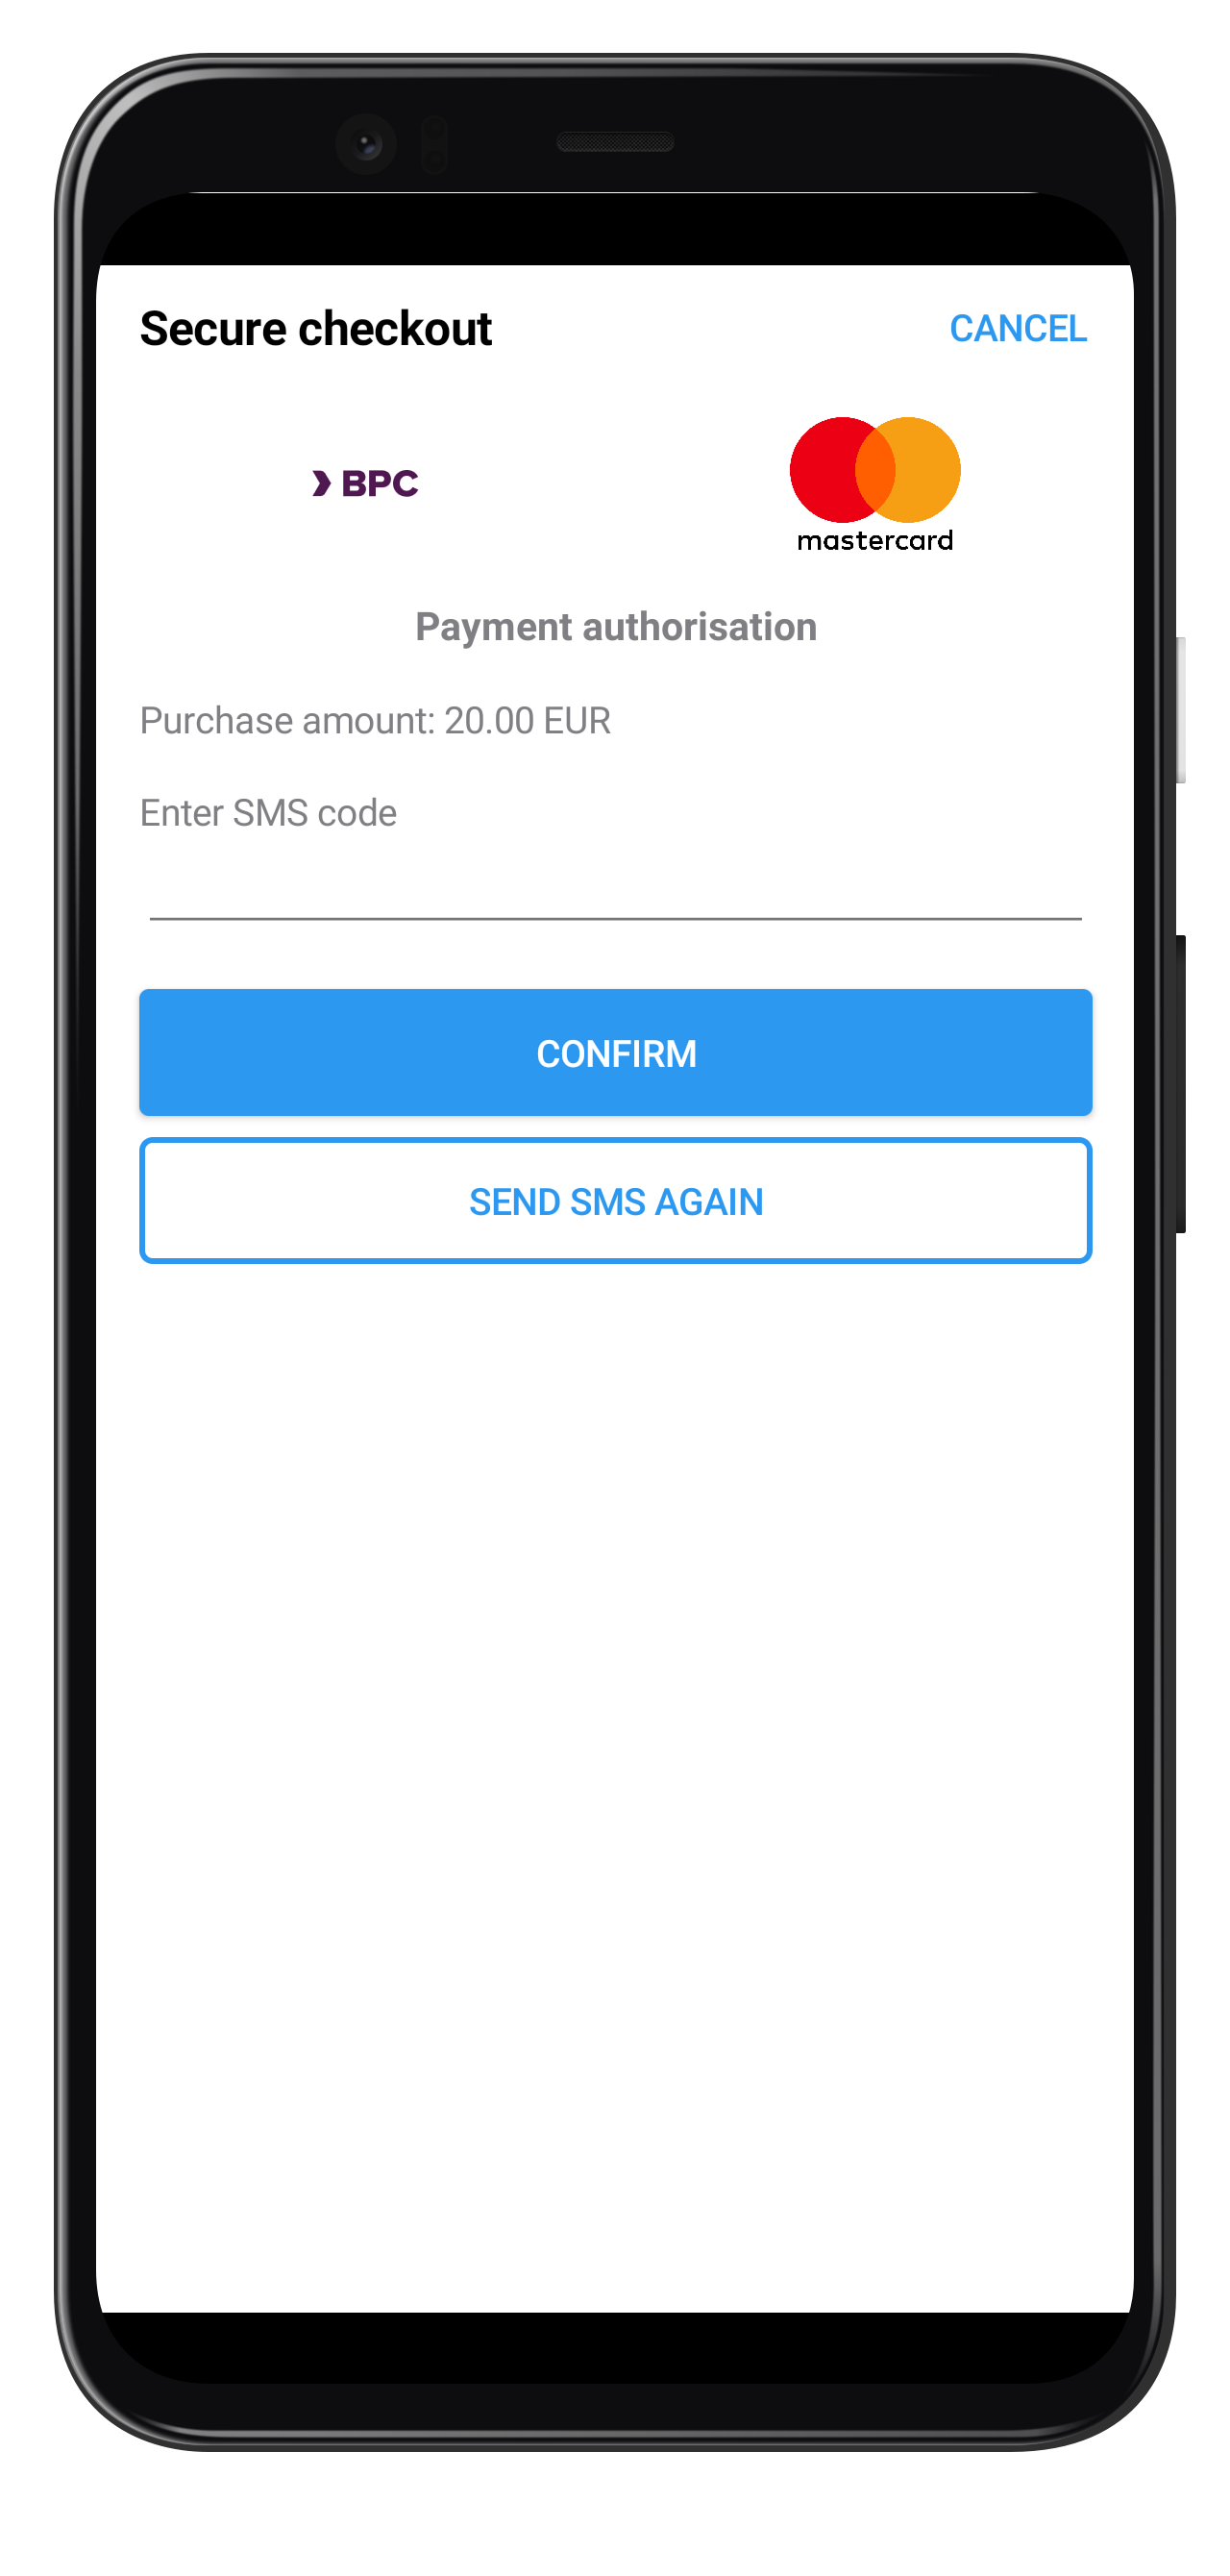 Secure checkout
CANCEL
BPC
mastercard
Payment authorisation
Purchase amount: 20.00 EUR
Enter SMS code
CONFIRM
SEND SMS AGAIN